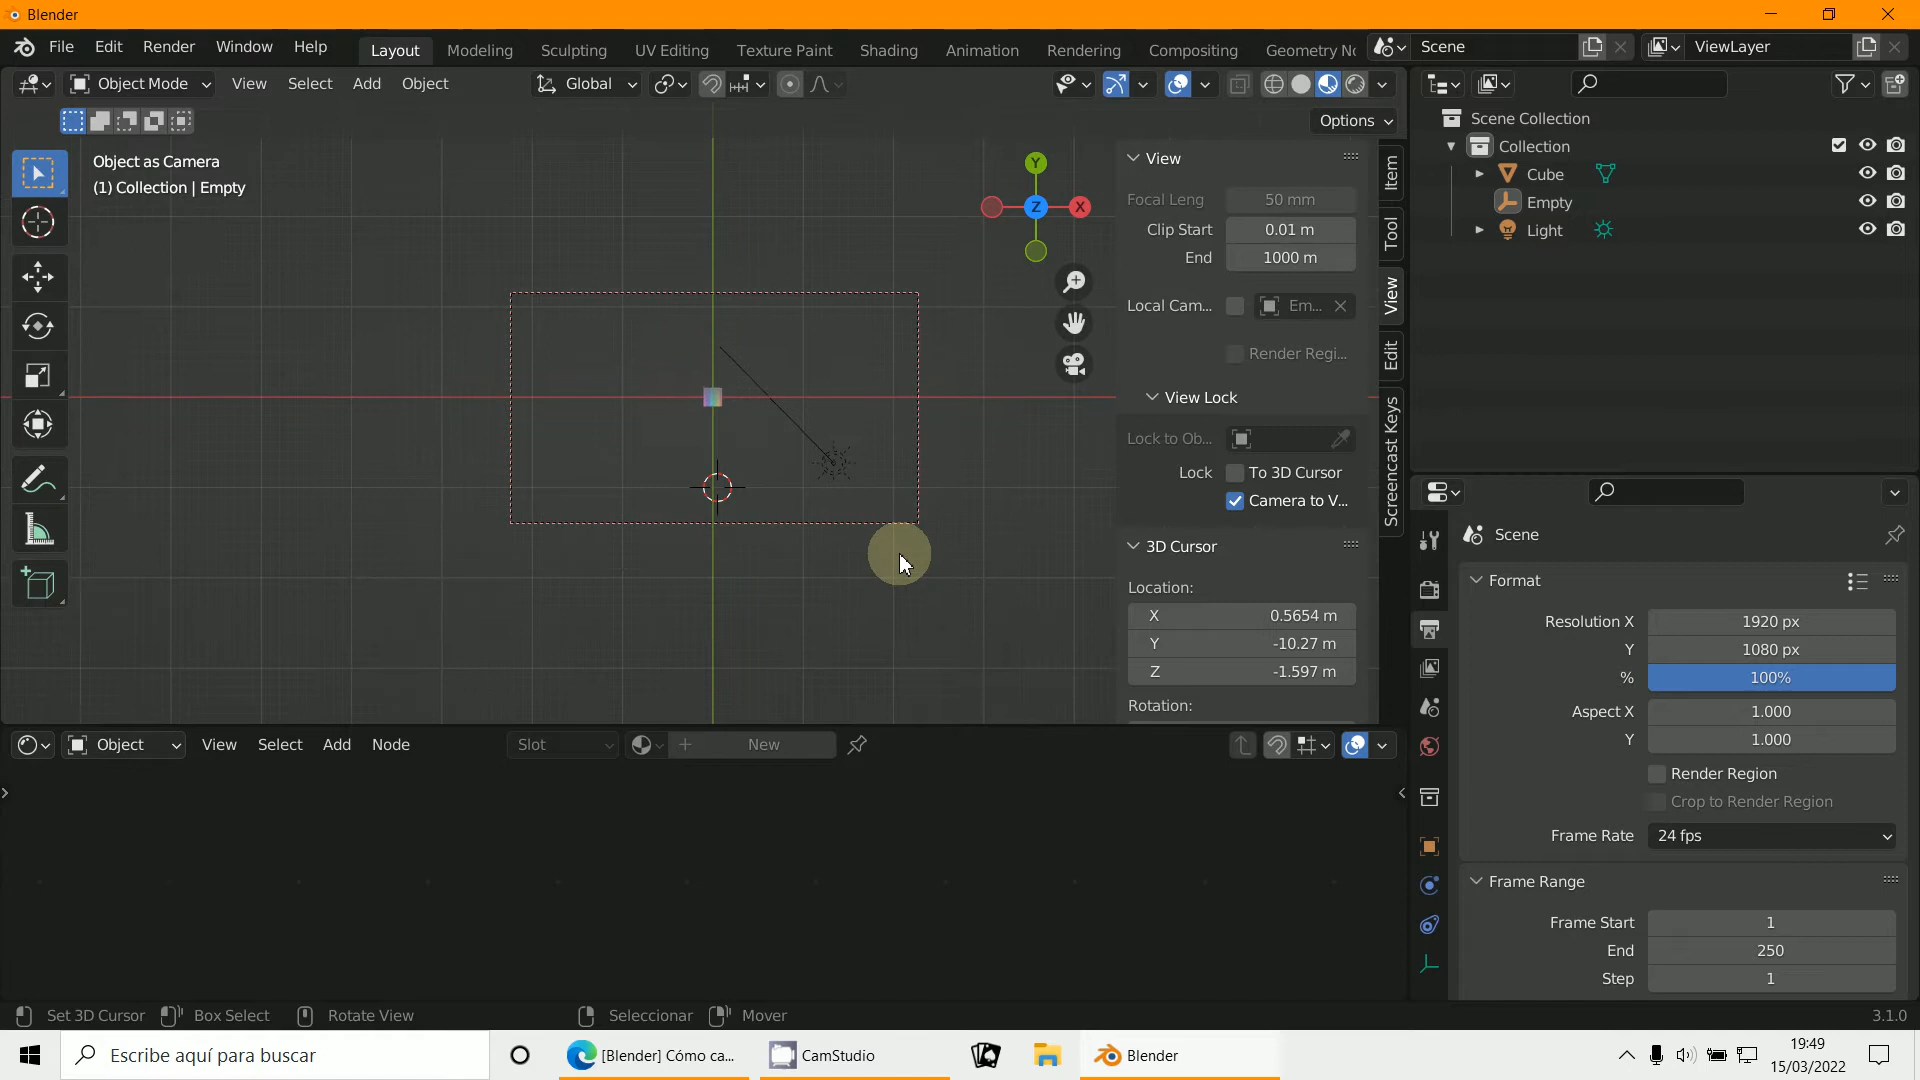 Blender
File Edit Render Window Help Layout Modeling Sculpting UV Editing Texture Paint Shading Animation Rendering Compositing Geometry No Scene ViewLayer
Object Mode View Select Add Object Global
Options
Object as Camera
(1) Collection | Empty
Y
X
Z
View
Focal Leng 50 mm
Clip Start 0.01 m
End 1000 m
Local Cam... Em...
Render Regi...
View Lock
Lock to Ob...
Lock To 3D Cursor
Camera to V...
3D Cursor
Location:
X 0.5654 m
Y -10.27 m
Z -1.597 m
Rotation:
Item
Tool
View
Edit
Screencast Keys
Scene Collection
Collection
Cube
Empty
Light
Scene
Format
Resolution X 1920 px
Y 1080 px
% 100%
Aspect X 1.000
Y 1.000
Render Region
Crop to Render Region
Frame Rate 24 fps
Frame Range
Frame Start 1
End 250
Step 1
Object View Select Add Node Slot New
Set 3D Cursor Box Select Rotate View Seleccionar Mover 3.1.0
Escribe aquí para buscar [Blender] Cómo ca... CamStudio Blender
19:49
15/03/2022